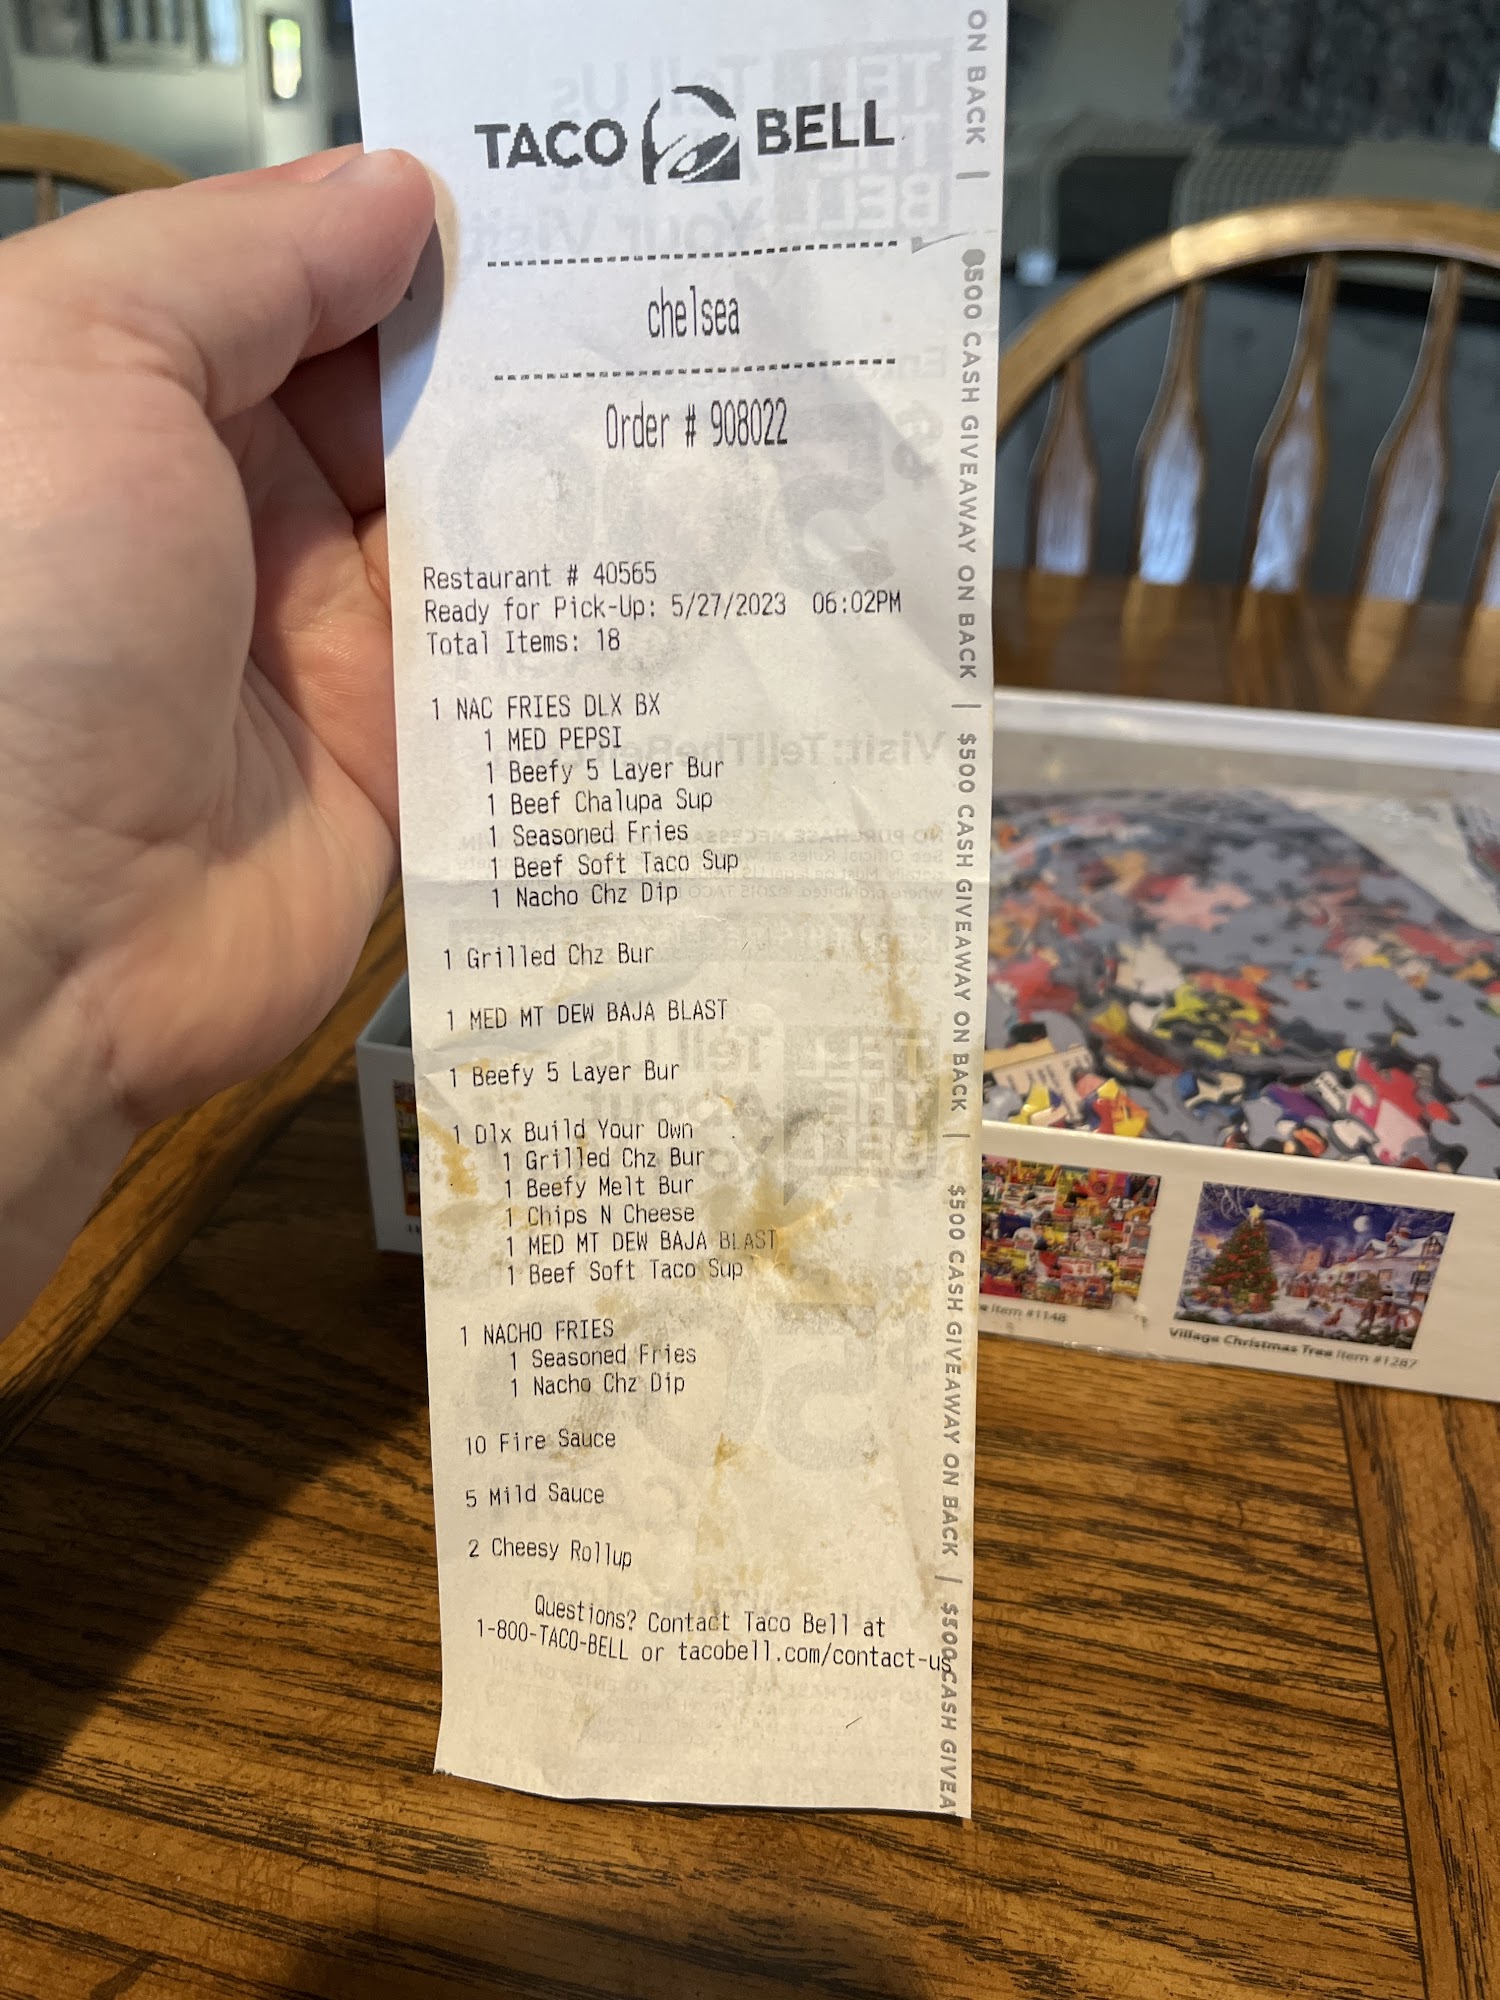 TACO BELL
chelsea
Order # 908022
Restaurant # 40565
Ready for Pick-Up: 5/27/2023 06:02PM
Total Items: 18
1 NAC FRIES DLX BX
1 MED PEPSI
1 Beefy 5 Layer Bur
1 Beef Chalupa Sup
1 Seasoned Fries
1 Beef Soft Taco Sup
1 Nacho Chz Dip
1 Grilled Chz Bur
1 MED MT DEW BAJA BLAST
1 Beefy 5 Layer Bur
1 Dlx Build Your Own
1 Grilled Chz Bur
1 Beefy Melt Bur
1 Chips N Cheese
1 MED MT DEW BAJA BLAST
1 Beef Soft Taco Sup
1 NACHO FRIES
1 Seasoned Fries
1 Nacho Chz Dip
10 Fire Sauce
5 Mild Sauce
2 Cheesy Rollup
Questions? Contact Taco Bell at
1-800-TACO-BELL or tacobell.com/contact-us
ON BACK | $500 CASH GIVEAWAY ON BACK | $500 CASH GIVEAWAY ON BACK | $500 CASH GIVEAWAY ON BACK | $500 CASH GIVEA
Item #1148
Village Christmas Tree Item #1287